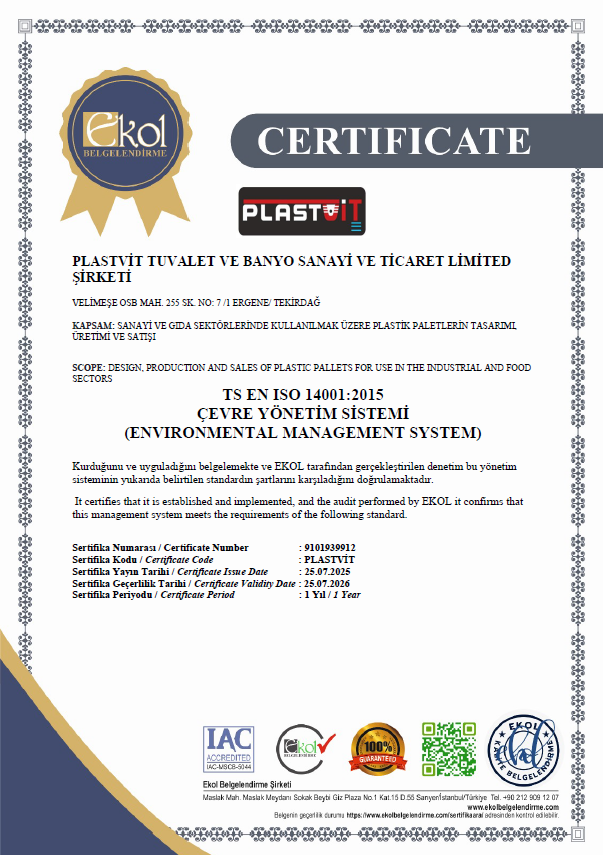 Ekol
BELGELENDİRME
CERTIFICATE
PLASTVİT
PLASTVİT TUVALET VE BANYO SANAYİ VE TİCARET LİMİTED
ŞİRKETİ
VELİMEŞE OSB MAH. 255 SK. NO: 7 /1 ERGENE/ TEKİRDAĞ
KAPSAM: SANAYİ VE GIDA SEKTÖRLERİNDE KULLANILMAK ÜZERE PLASTİK PALETLERİN TASARIMI,
ÜRETİMİ VE SATIŞI
SCOPE: DESIGN, PRODUCTION AND SALES OF PLASTIC PALLETS FOR USE IN THE INDUSTRIAL AND FOOD
SECTORS
TS EN ISO 14001:2015
ÇEVRE YÖNETİM SİSTEMİ
(ENVIRONMENTAL MANAGEMENT SYSTEM)
Kurduğunu ve uyguladığını belgelemekte ve EKOL tarafından gerçekleştirilen denetim bu yönetim
sisteminin yukarıda belirtilen standardın şartlarını karşıladığını doğrulamaktadır.
It certifies that it is established and implemented, and the audit performed by EKOL it confirms that
this management system meets the requirements of the following standard.
Sertifika Numarası / Certificate Number : 9101939912
Sertifika Kodu / Certificate Code : PLASTVİT
Sertifika Yayın Tarihi / Certificate Issue Date : 25.07.2025
Sertifika Geçerlilik Tarihi / Certificate Validity Date : 25.07.2026
Sertifika Periyodu / Certificate Period : 1 Yıl / 1 Year
IAC
ACCREDITED
IAC-MSCB-5044
Ekol
100%
GUARANTEED
EKOL
KALİTE BELGELENDİRME
Ekol Belgelendirme Şirketi
Maslak Mah. Maslak Meydanı Sokak Beybi Giz Plaza No.1 Kat.15 D.55 Sarıyer/İstanbul/Türkiye Tel. +90 212 909 12 07
www.ekolbelgelendirme.com
Belgenin geçerlilik durumu https://www.ekolbelgelendirme.com/sertifikaara/ adresinden kontrol edilebilir.